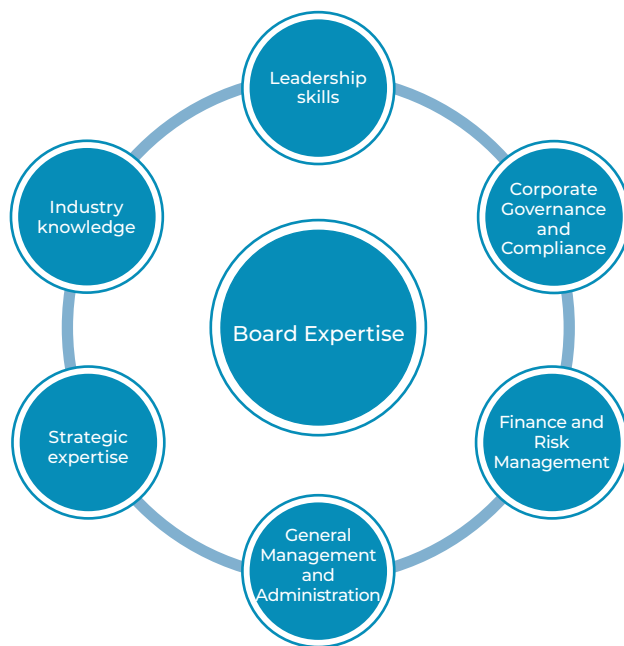 Leadership
skills
Corporate
Governance
and
Compliance
Finance and
Risk
Management
General
Management
and
Administration
Strategic
expertise
Industry
knowledge
Board Expertise